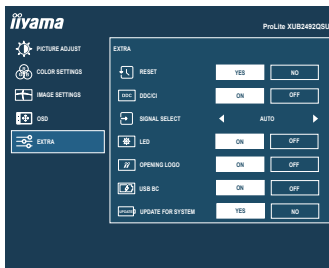 iiyama
ProLite XUB2492QSU
PICTURE ADJUST
COLOR SETTINGS
IMAGE SETTINGS
OSD
EXTRA
EXTRA
RESET YES NO
DDC DDC/CI ON OFF
SIGNAL SELECT AUTO
LED ON OFF
OPENING LOGO ON OFF
USB BC ON OFF
UPDATE UPDATE FOR SYSTEM YES NO